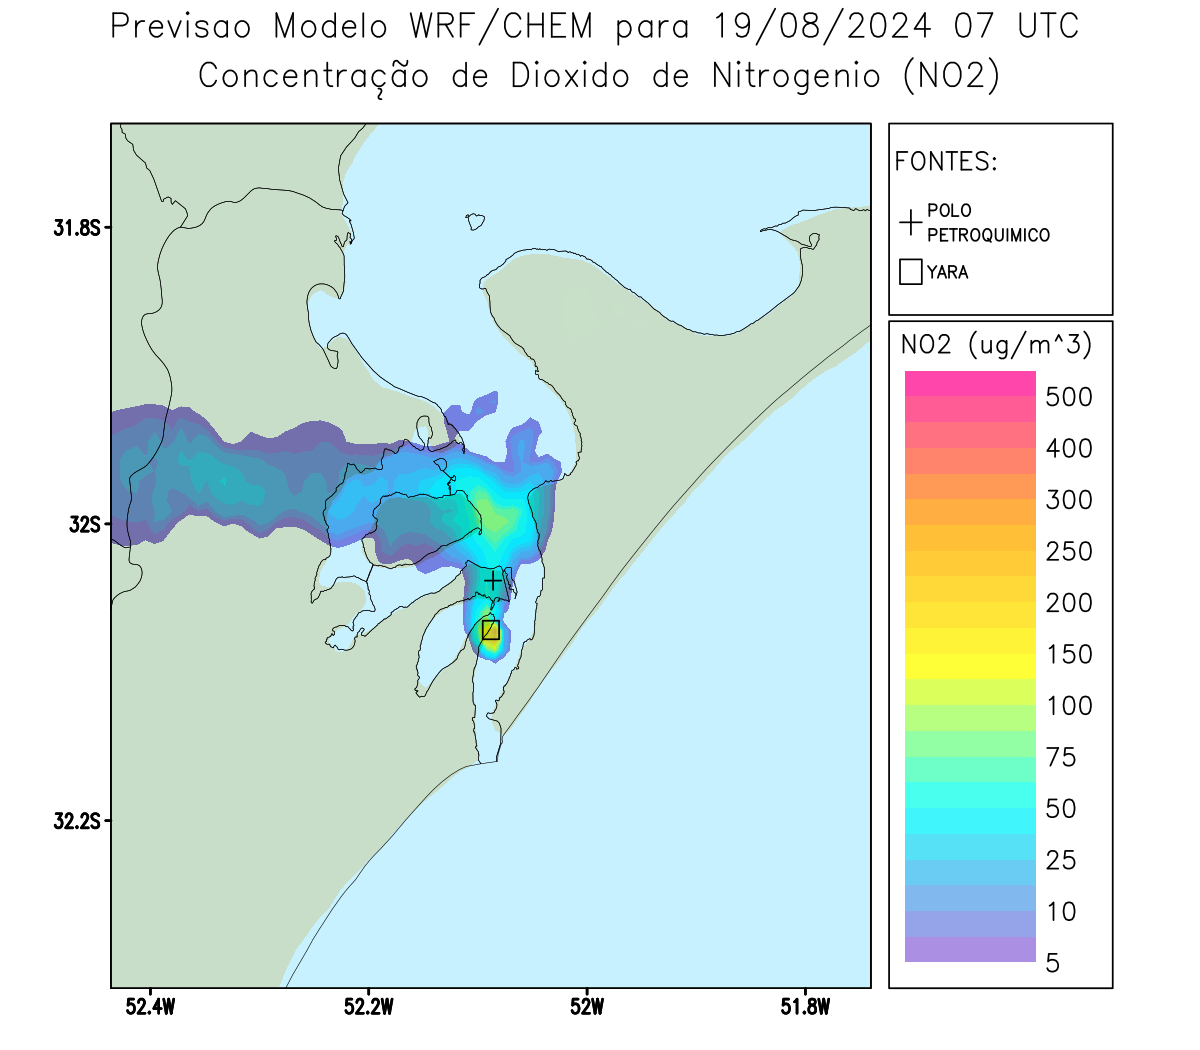 Previsao Modelo WRF/CHEM para 19/08/2024 07 UTC
Concentração de Dioxido de Nitrogenio (NO2)
FONTES:
POLO
PETROQUIMICO
YARA
31.8S
32S
32.2S
52.4W
52.2W
52W
51.8W
NO2 (ug/m^3)
500
400
300
250
200
150
100
75
50
25
10
5